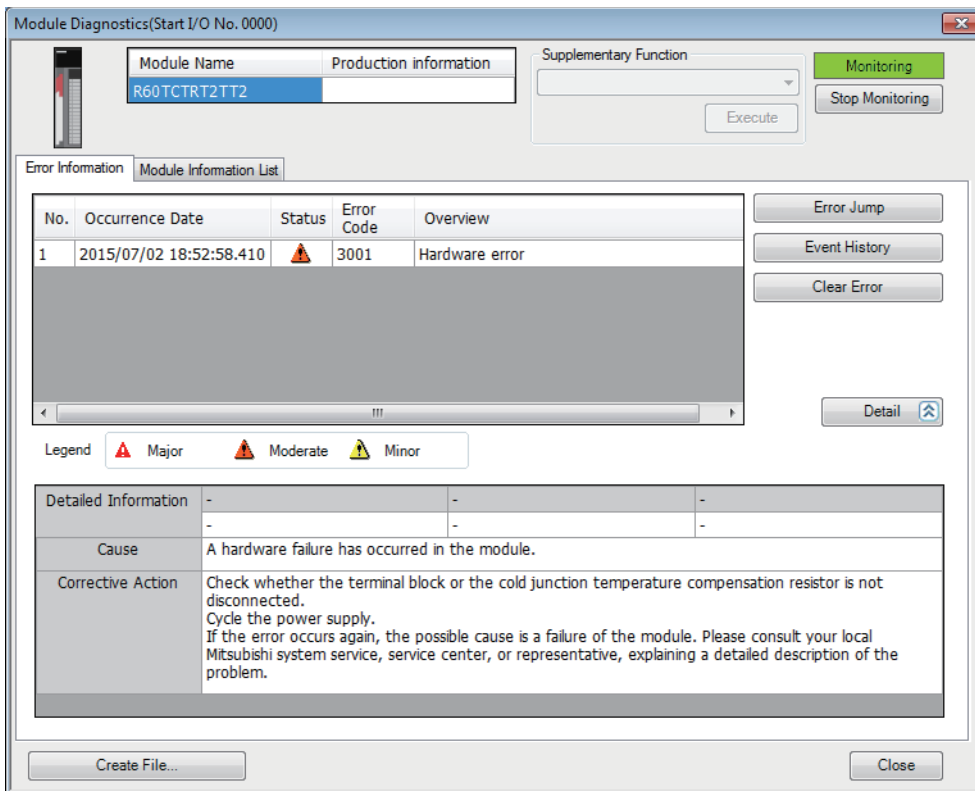 Module Diagnostics(Start I/O No. 0000)
Module Name Production information
R60TCTRT2TT2
Supplementary Function
Execute
Monitoring
Stop Monitoring
Error Information Module Information List
No. Occurrence Date Status Error Code Overview
1 2015/07/02 18:52:58.410 3001 Hardware error
Error Jump
Event History
Clear Error
Detail
Legend Major Moderate Minor
Detailed Information - - -
- - -
Cause A hardware failure has occurred in the module.
Corrective Action Check whether the terminal block or the cold junction temperature compensation resistor is not
disconnected.
Cycle the power supply.
If the error occurs again, the possible cause is a failure of the module. Please consult your local
Mitsubishi system service, service center, or representative, explaining a detailed description of the
problem.
Create File...
Close